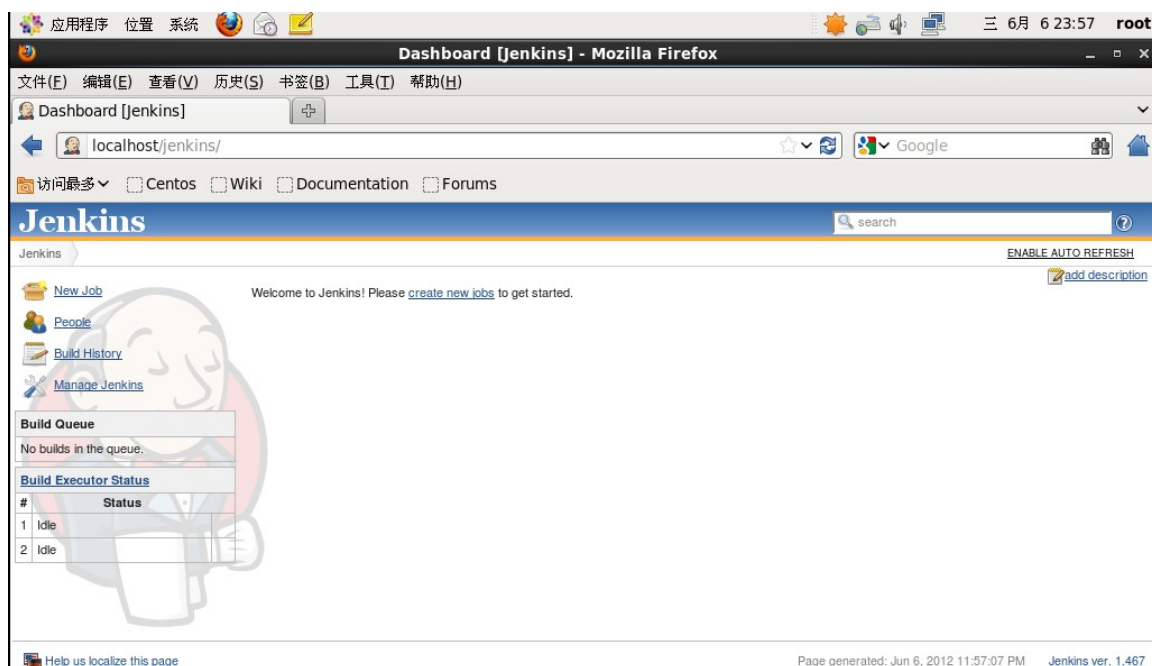 应用程序 位置 系统 三 6月 6 23:57 root
Dashboard [Jenkins] - Mozilla Firefox
文件(F) 编辑(E) 查看(V) 历史(S) 书签(B) 工具(T) 帮助(H)
Dashboard [Jenkins]
localhost/jenkins/ Google
访问最多 Centos Wiki Documentation Forums
Jenkins search
Jenkins ENABLE AUTO REFRESH
add description
New Job Welcome to Jenkins! Please create new jobs to get started.
People
Build History
Manage Jenkins
Build Queue
No builds in the queue.
Build Executor Status
# Status
1 Idle
2 Idle
Help us localize this page Page generated: Jun 6, 2012 11:57:07 PM Jenkins ver. 1.467